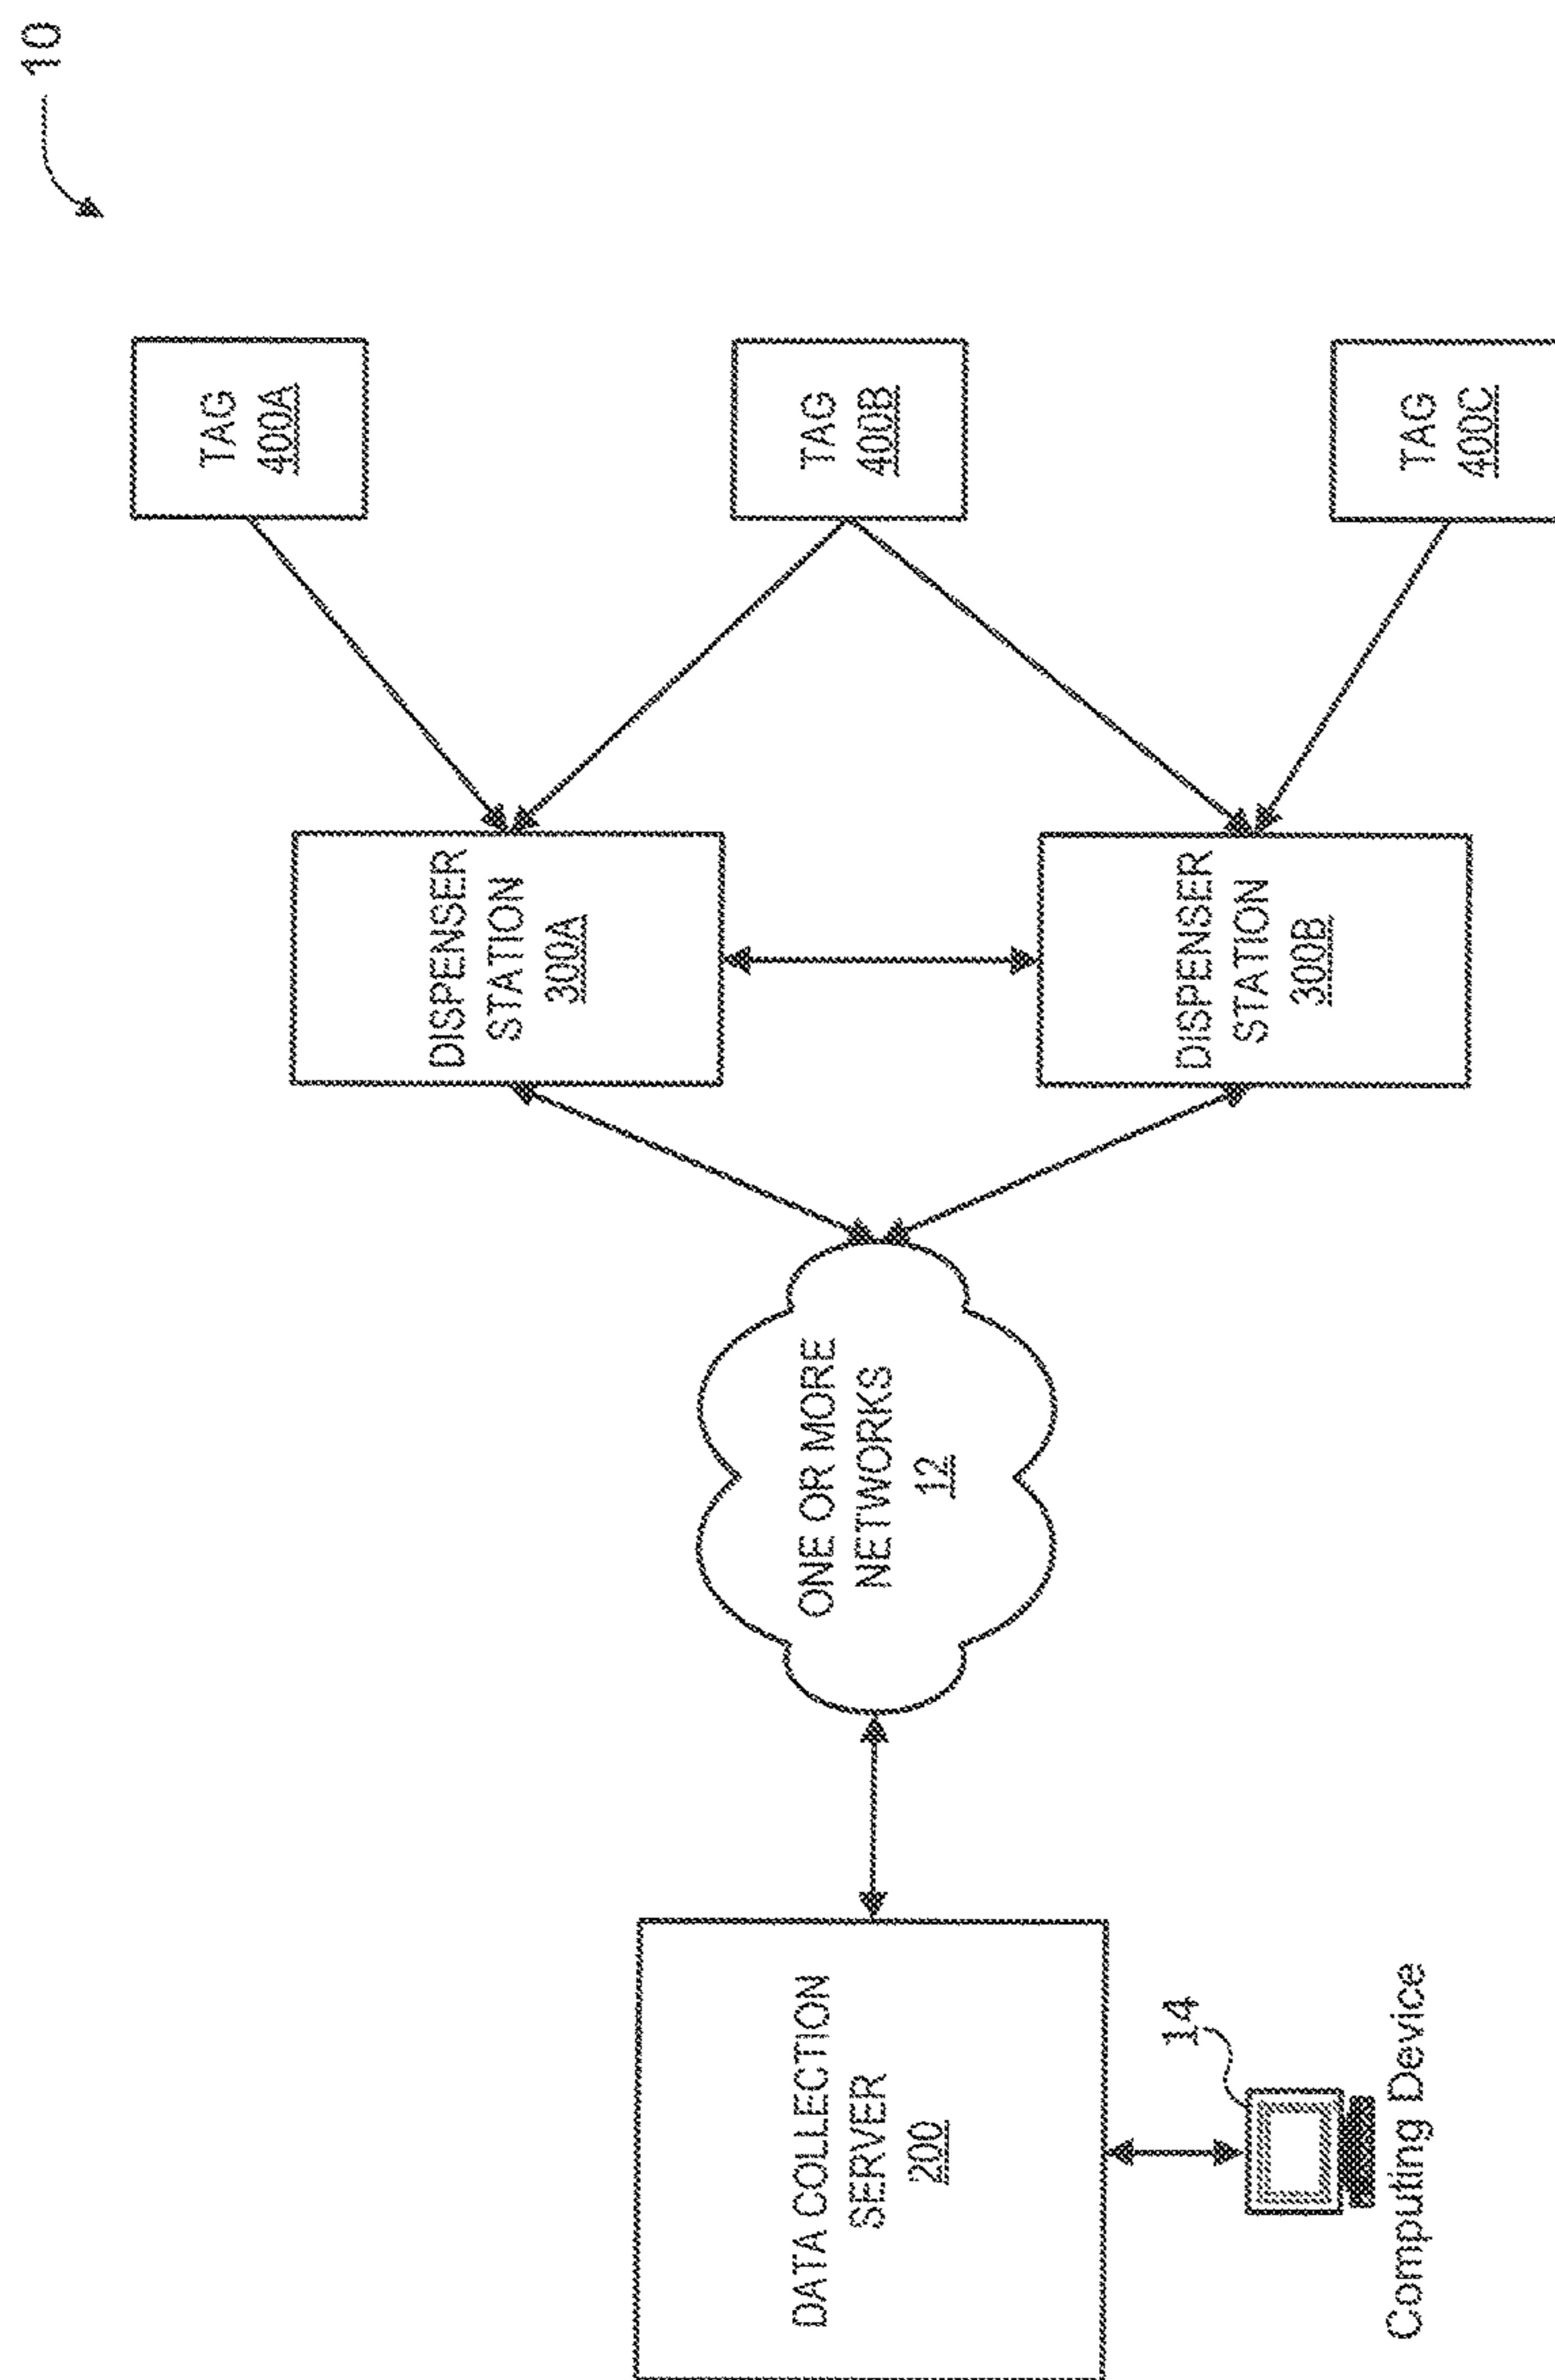 10
TAG
400A
TAG
400B
TAG
400C
DISPENSER
STATION
300A
DISPENSER
STATION
300B
ONE OR MORE
NETWORKS
12
DATA COLLECTION
SERVER
200
14
Computing Device